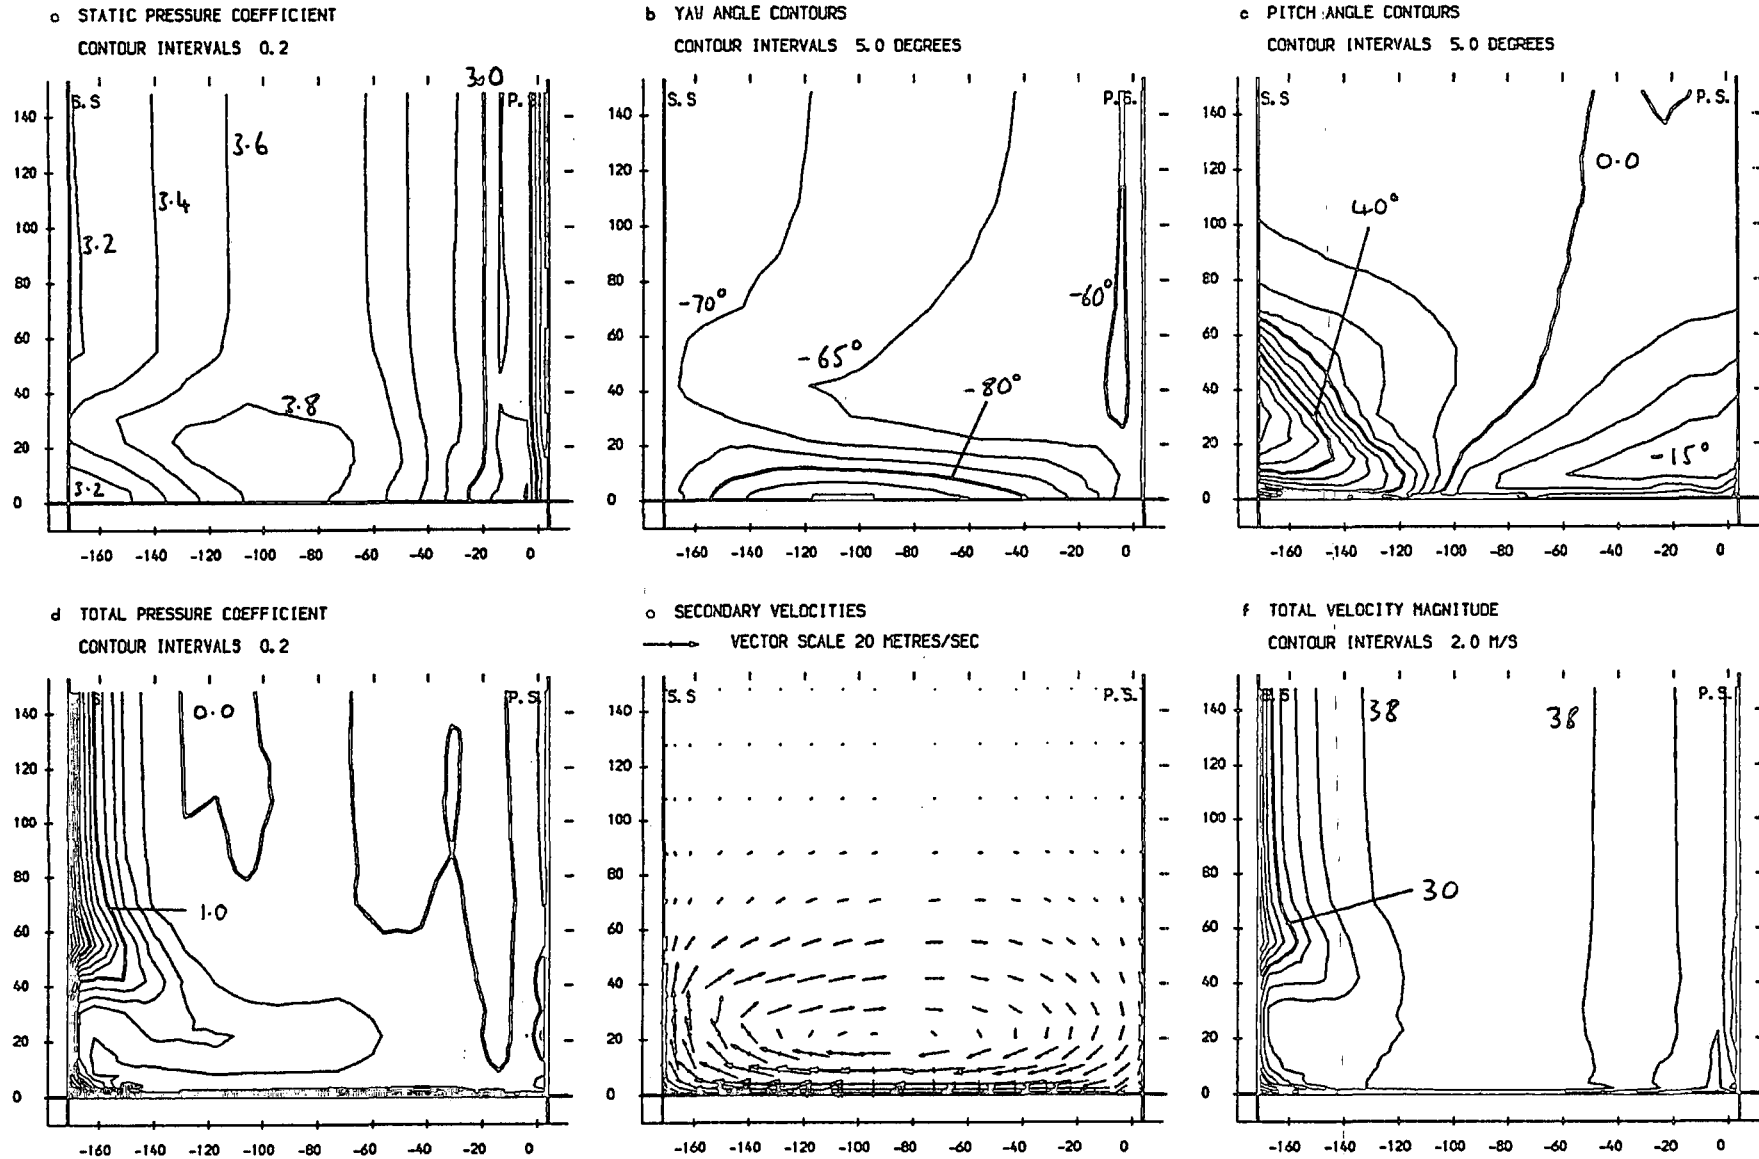 a STATIC PRESSURE COEFFICIENT
CONTOUR INTERVALS 0.2
3.0
S.S
P.S
140
120
100
80
60
40
20
0
3.6
3.4
3.2
3.8
3.2
-160 -140 -120 -100 -80 -60 -40 -20 0
b YAW ANGLE CONTOURS
CONTOUR INTERVALS 5.0 DEGREES
S.S
P.S.
140
120
100
80
60
40
20
0
-70°
-60°
-65°
-80°
-160 -140 -120 -100 -80 -60 -40 -20 0
c PITCH ANGLE CONTOURS
CONTOUR INTERVALS 5.0 DEGREES
S.S
P.S.
140
120
100
80
60
40
20
0
0.0
40°
-15°
-160 -140 -120 -100 -80 -60 -40 -20 0
d TOTAL PRESSURE COEFFICIENT
CONTOUR INTERVALS 0.2
P.S.
140
120
100
80
60
40
20
0
0.0
1.0
-160 -140 -120 -100 -80 -60 -40 -20 0
e SECONDARY VELOCITIES
VECTOR SCALE 20 METRES/SEC
S.S
P.S.
140
120
100
80
60
40
20
0
-160 -140 -120 -100 -80 -60 -40 -20 0
f TOTAL VELOCITY MAGNITUDE
CONTOUR INTERVALS 2.0 M/S
S.S
P.S.
140
120
100
80
60
40
20
0
38
38
30
-160 -140 -120 -100 -80 -60 -40 -20 0